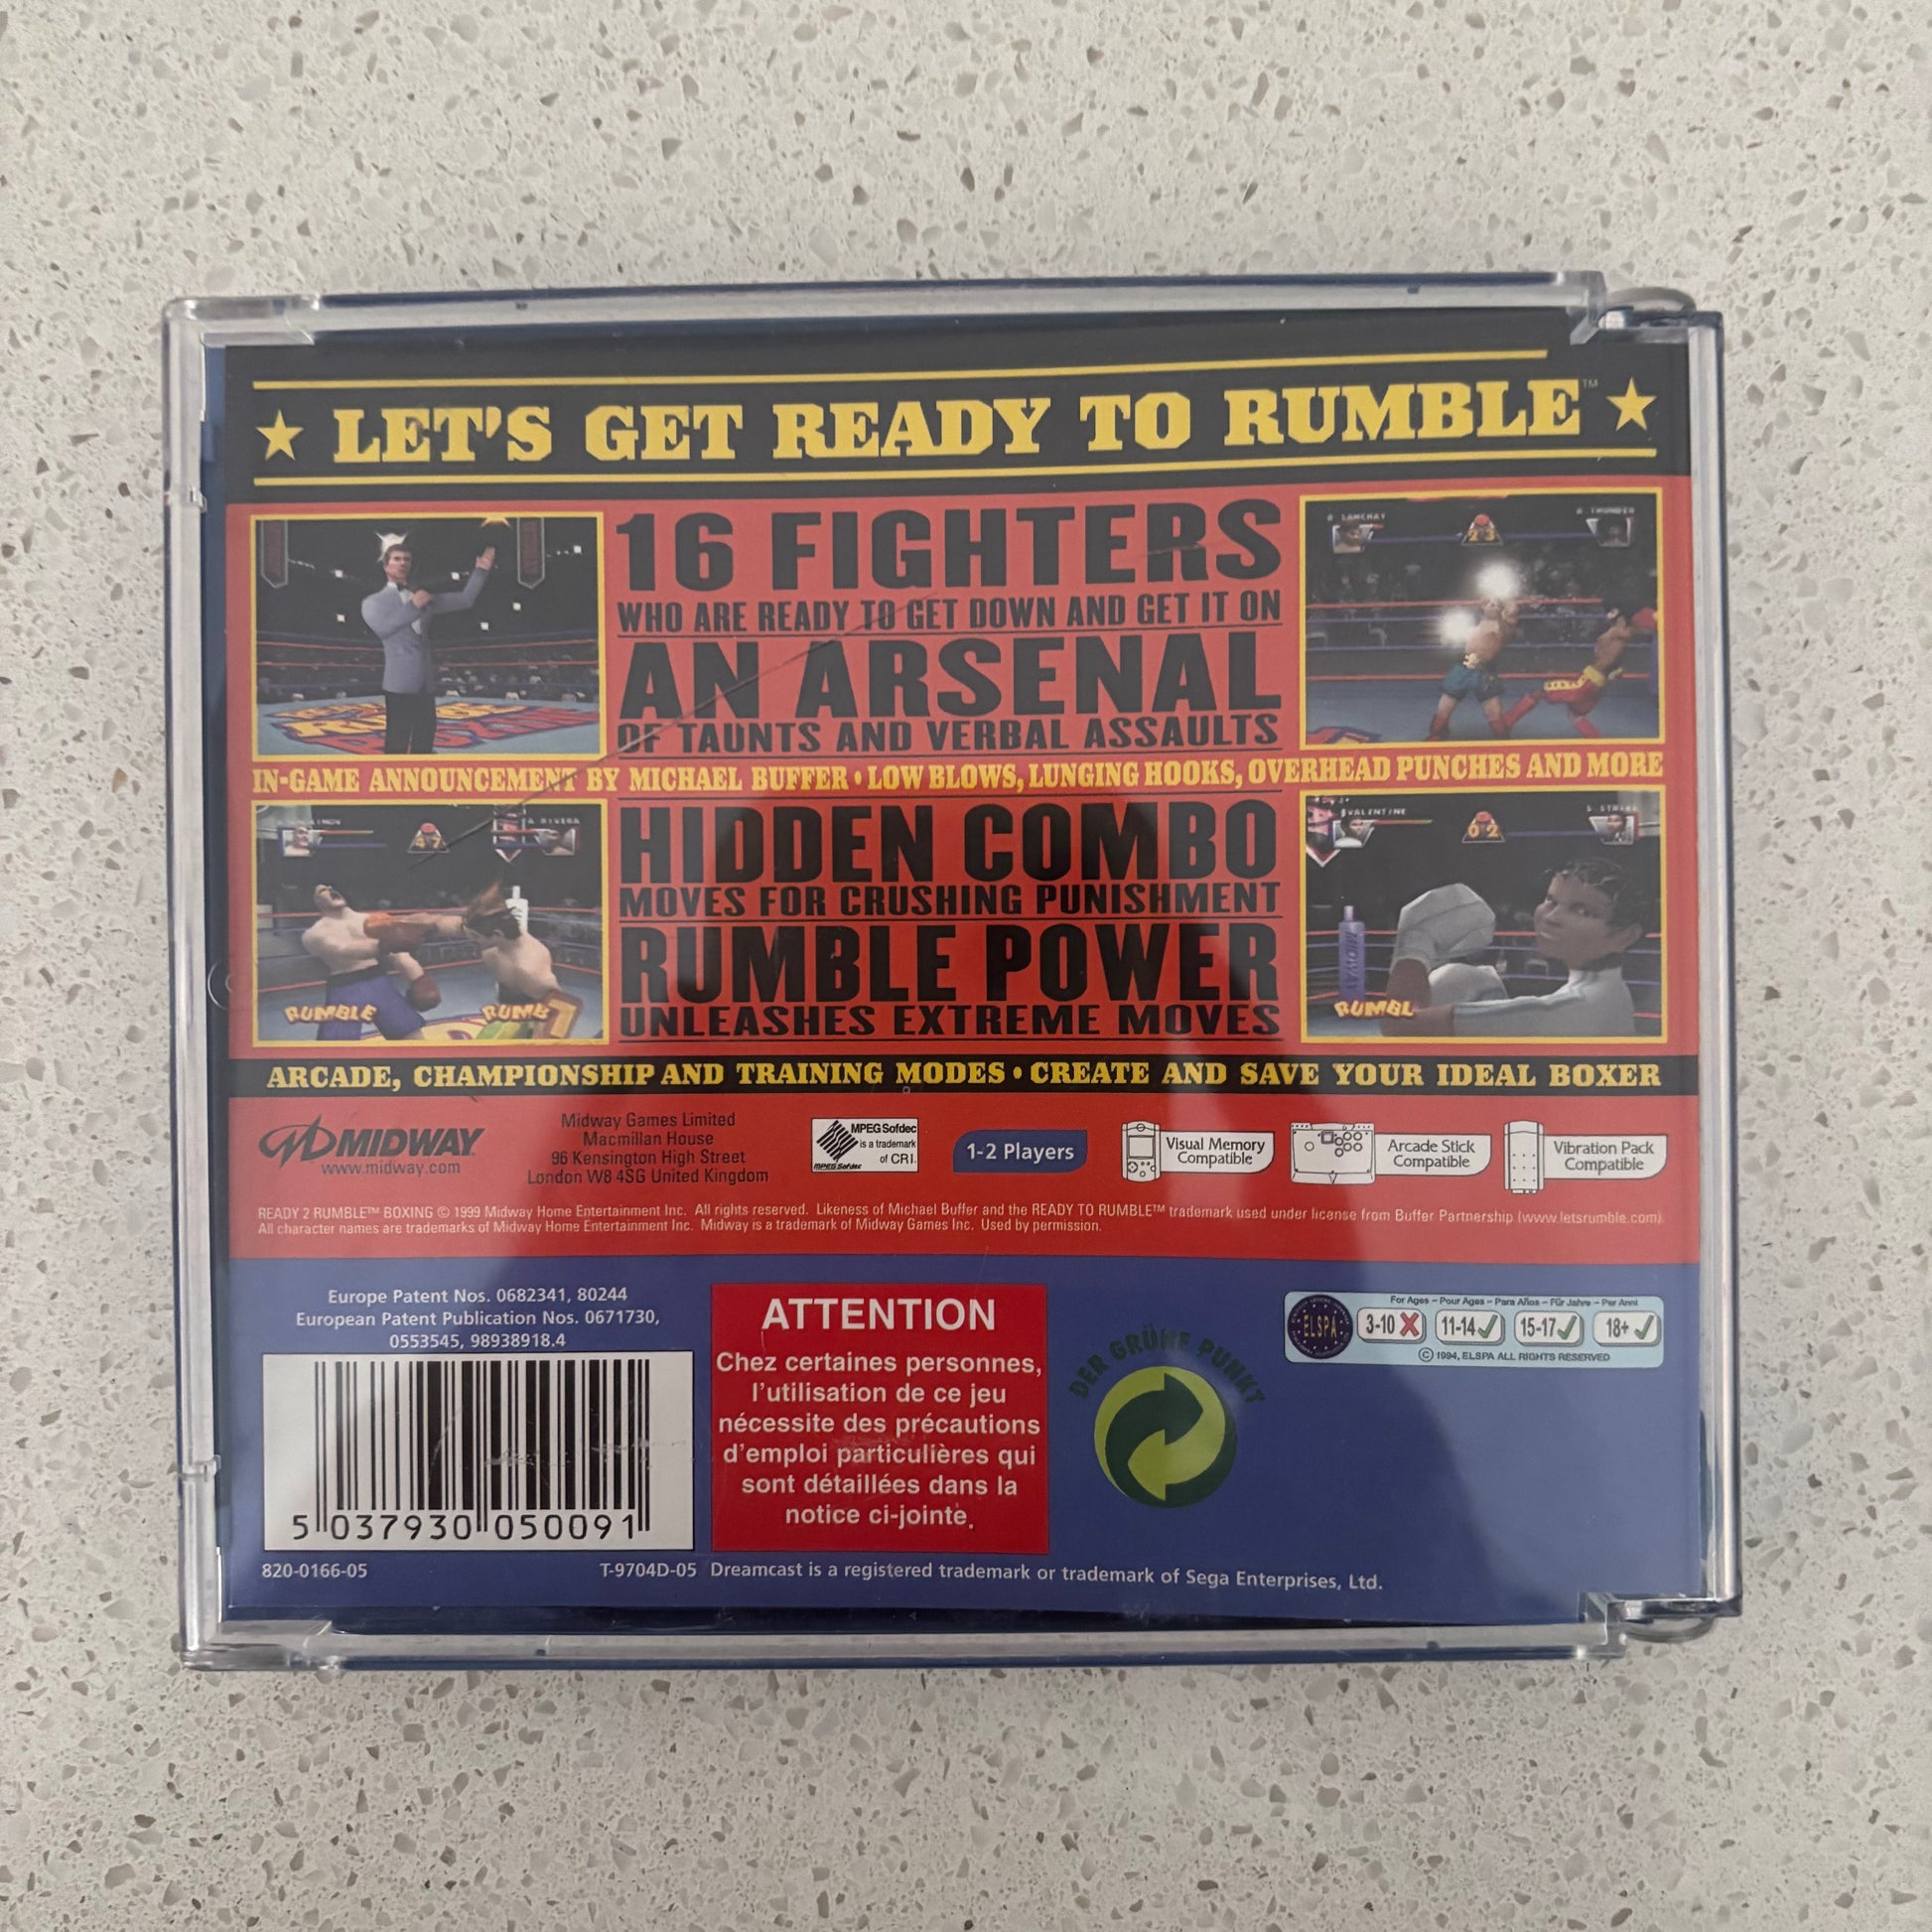 LET'S GET READY TO RUMBLE™
16 FIGHTERS
WHO ARE READY TO GET DOWN AND GET IT ON
AN ARSENAL
OF TAUNTS AND VERBAL ASSAULTS
IN-GAME ANNOUNCEMENT BY MICHAEL BUFFER • LOW BLOWS, LUNGING HOOKS, OVERHEAD PUNCHES AND MORE
HIDDEN COMBO
MOVES FOR CRUSHING PUNISHMENT
RUMBLE POWER
UNLEASHES EXTREME MOVES
23
47
RUMBLE
02
MIDWAY
RUMBL
ARCADE, CHAMPIONSHIP AND TRAINING MODES • CREATE AND SAVE YOUR IDEAL BOXER
MIDWAY
www.midway.com
Midway Games Limited
Macmillan House
96 Kensington High Street
London W8 4SG United Kingdom
MPEG Sofdec
is a trademark
of CRI.
MPEG Sofdec
1-2 Players
Visual Memory
Compatible
Arcade Stick
Compatible
Vibration Pack
Compatible
READY 2 RUMBLE™ BOXING © 1999 Midway Home Entertainment Inc. All rights reserved. Likeness of Michael Buffer and the READY TO RUMBLE™ trademark used under license from Buffer Partnership (www.letsrumble.com).
All character names are trademarks of Midway Home Entertainment Inc. Midway is a trademark of Midway Games Inc. Used by permission.
Europe Patent Nos. 0682341, 80244
European Patent Publication Nos. 0671730,
0553545, 98938918.4
5 037930 050091
820-0166-05
T-9704D-05
ATTENTION
Chez certaines personnes,
l'utilisation de ce jeu
nécessite des précautions
d'emploi particulières qui
sont détaillées dans la
notice ci-jointe.
DER GRÜNE PUNKT
For Ages – Pour Ages – Para Años – Für Jahre – Per Anni
ELSPA
3-10
11-14
15-17
18+
© 1994, ELSPA ALL RIGHTS RESERVED
Dreamcast is a registered trademark or trademark of Sega Enterprises, Ltd.